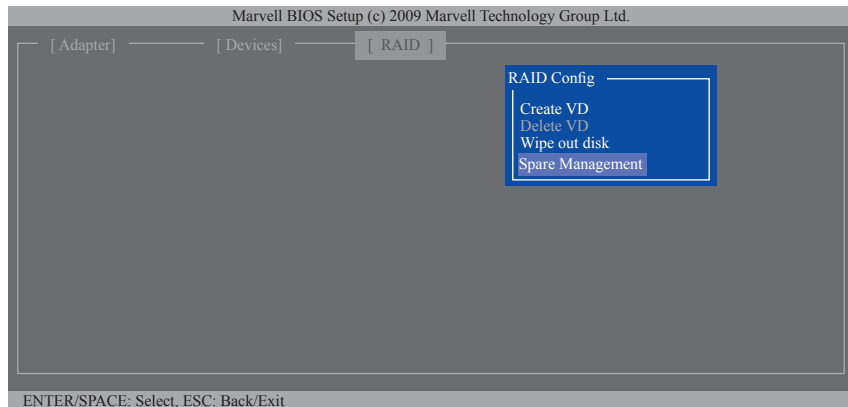 Marvell BIOS Setup (c) 2009 Marvell Technology Group Ltd.
[ Adapter] [ Devices] [ RAID ]
RAID Config
Create VD
Delete VD
Wipe out disk
Spare Management
ENTER/SPACE: Select, ESC: Back/Exit